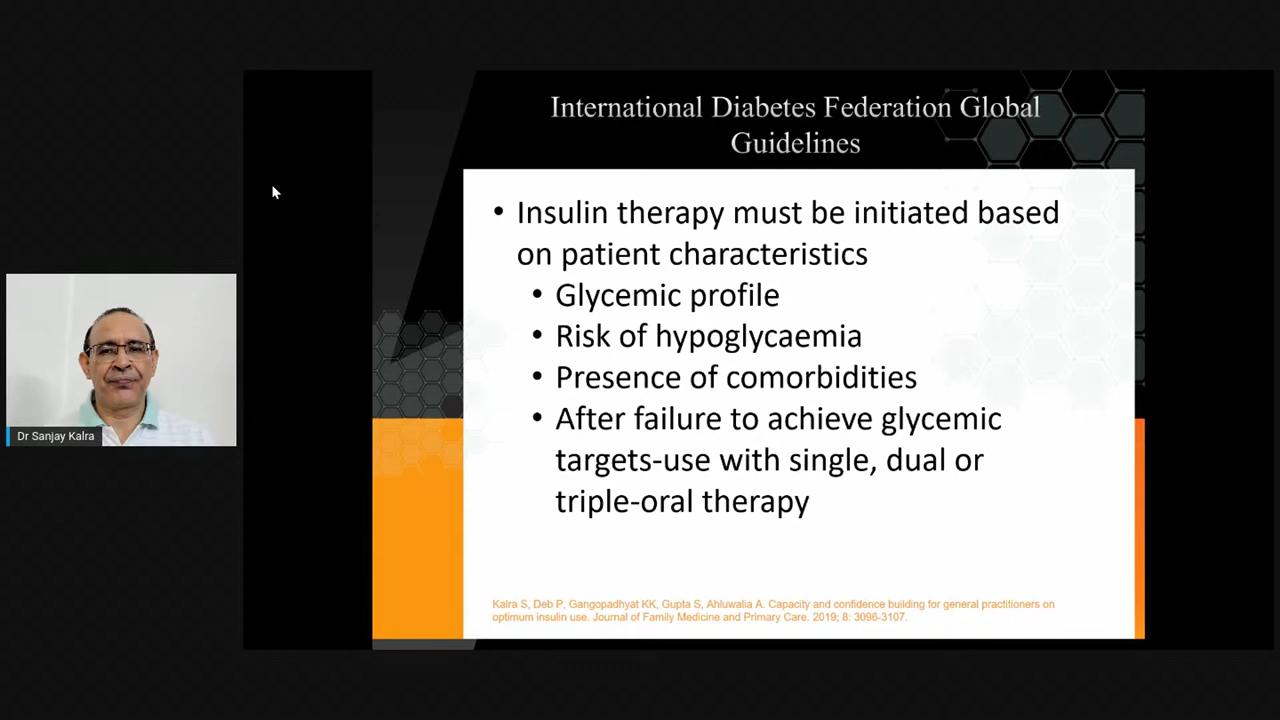 International Diabetes Federation Global
Guidelines
• Insulin therapy must be initiated based
on patient characteristics
• Glycemic profile
• Risk of hypoglycaemia
• Presence of comorbidities
• After failure to achieve glycemic
targets-use with single, dual or
triple-oral therapy
Kalra S, Deb P, Gangopadhyat KK, Gupta S, Ahluwalia A. Capacity and confidence building for general practitioners on
optimum insulin use. Journal of Family Medicine and Primary Care. 2019; 8: 3096-3107.
Dr Sanjay Kalra